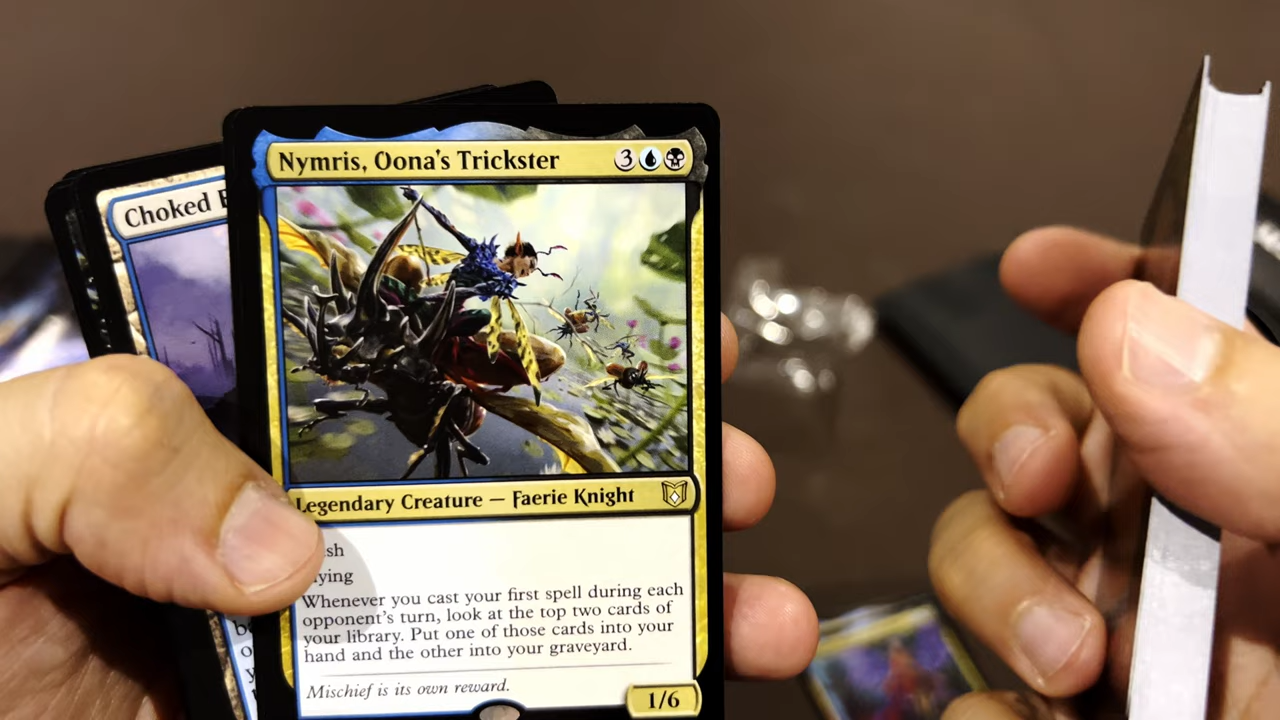 Nymris, Oona's Trickster 3
Choked
Legendary Creature — Faerie Knight
Whenever you cast your first spell during each
opponent's turn, look at the top two cards of
your library. Put one of those cards into your
hand and the other into your graveyard.
Mischief is its own reward.
1/6